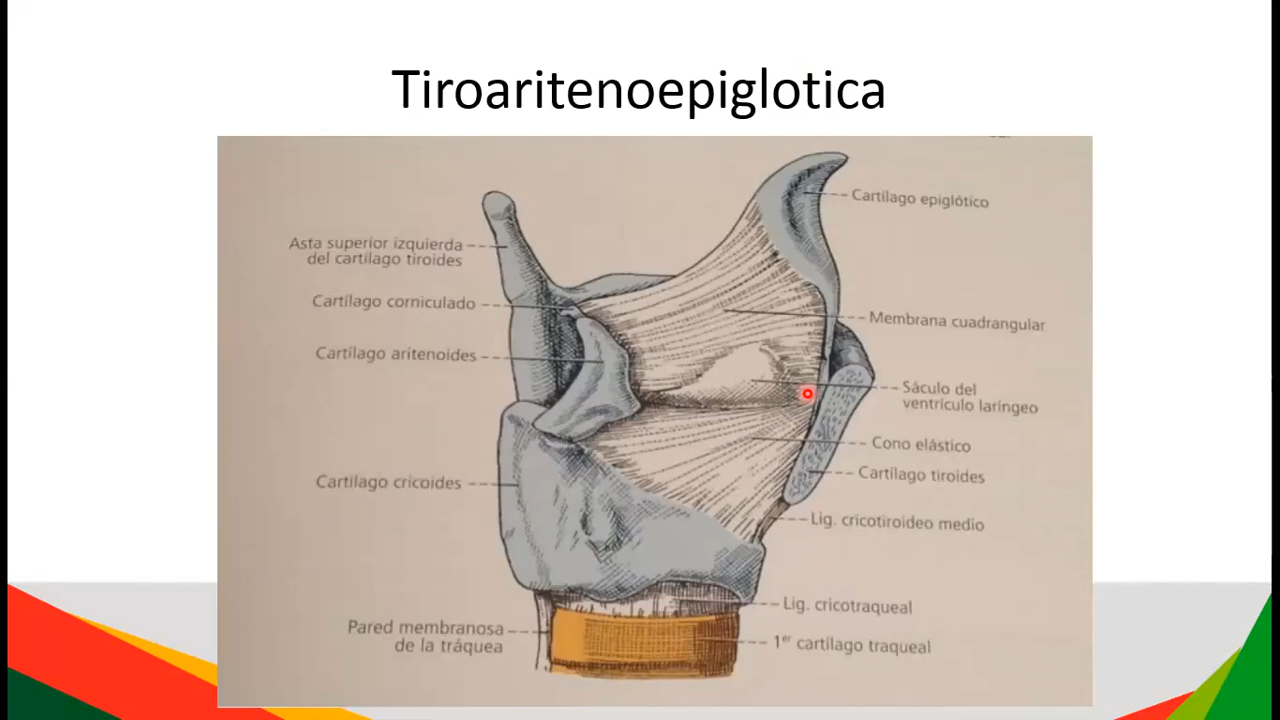 Tiroaritenoepiglotica
Cartílago epiglótico
Asta superior izquierda
del cartílago tiroides
Cartílago corniculado
Membrana cuadrangular
Cartílago aritenoides
Sáculo del
ventrículo laríngeo
Cono elástico
Cartílago tiroides
Cartílago cricoides
Lig. cricotiroideo medio
Lig. cricotraqueal
Pared membranosa
de la tráquea
1er cartílago traqueal